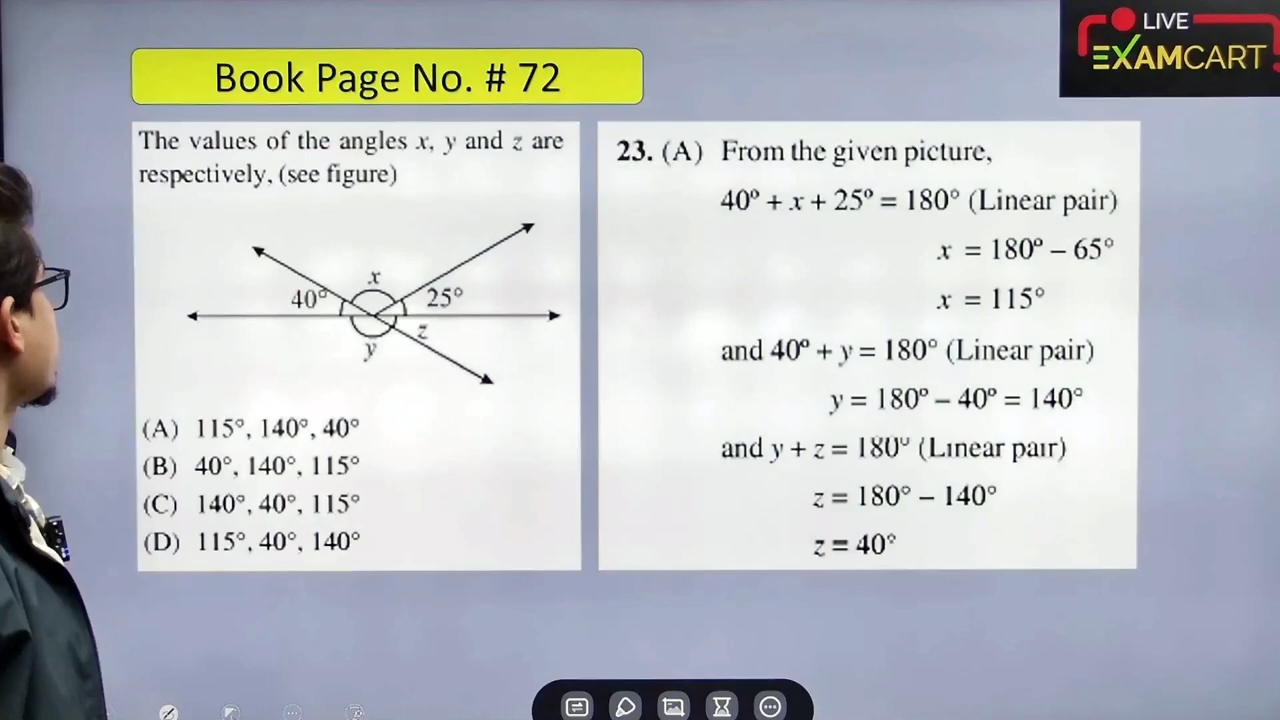 LIVE
EXAMCART
Book Page No. # 72
The values of the angles x, y and z are
respectively, (see figure)
x
40°
25°
z
y
(A) 115°, 140°, 40°
(B) 40°, 140°, 115°
(C) 140°, 40°, 115°
(D) 115°, 40°, 140°
23. (A) From the given picture,
40° + x + 25° = 180° (Linear pair)
x = 180° – 65°
x = 115°
and 40° + y = 180° (Linear pair)
y = 180° – 40° = 140°
and y + z = 180° (Linear pair)
z = 180° – 140°
z = 40°